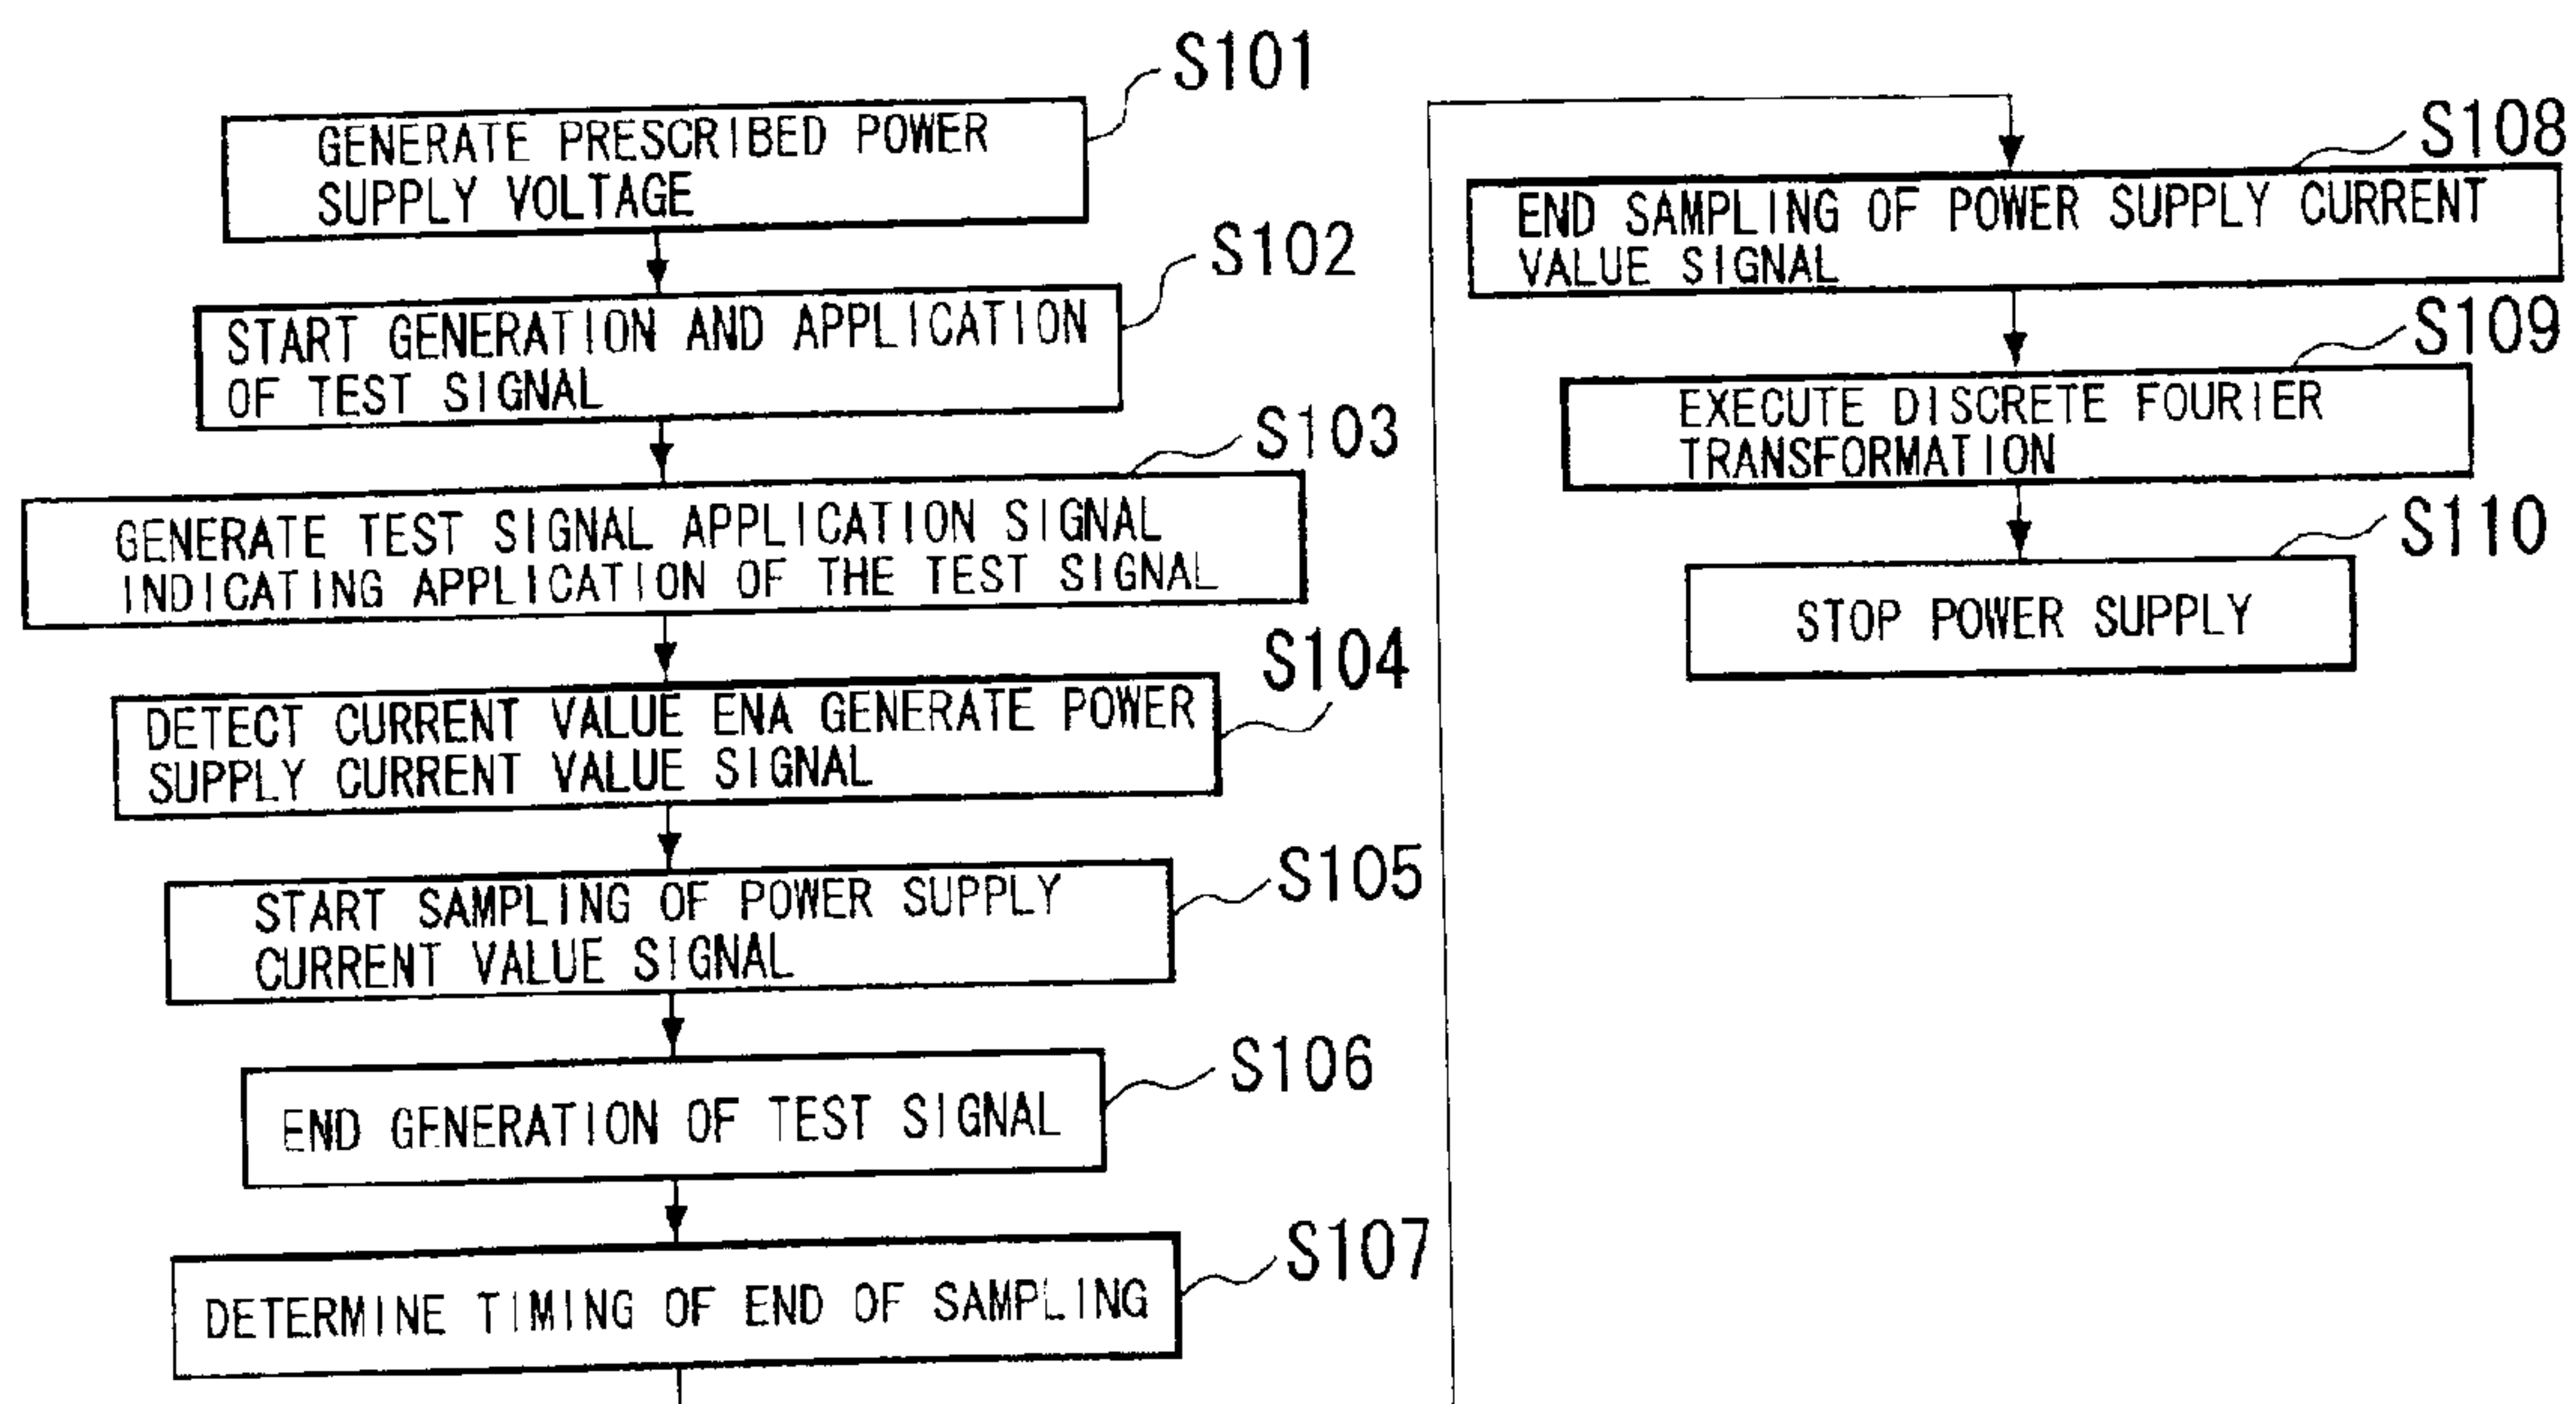 S101
GENERATE PRESCRIBED POWER
SUPPLY VOLTAGE
S102
START GENERATION AND APPLICATION
OF TEST SIGNAL
S103
GENERATE TEST SIGNAL APPLICATION SIGNAL
INDICATING APPLICATION OF THE TEST SIGNAL
S104
DETECT CURRENT VALUE ENA GENERATE POWER
SUPPLY CURRENT VALUE SIGNAL
S105
START SAMPLING OF POWER SUPPLY
CURRENT VALUE SIGNAL
S106
END GENERATION OF TEST SIGNAL
S107
DETERMINE TIMING OF END OF SAMPLING
S108
END SAMPLING OF POWER SUPPLY CURRENT
VALUE SIGNAL
S109
EXECUTE DISCRETE FOURIER
TRANSFORMATION
S110
STOP POWER SUPPLY